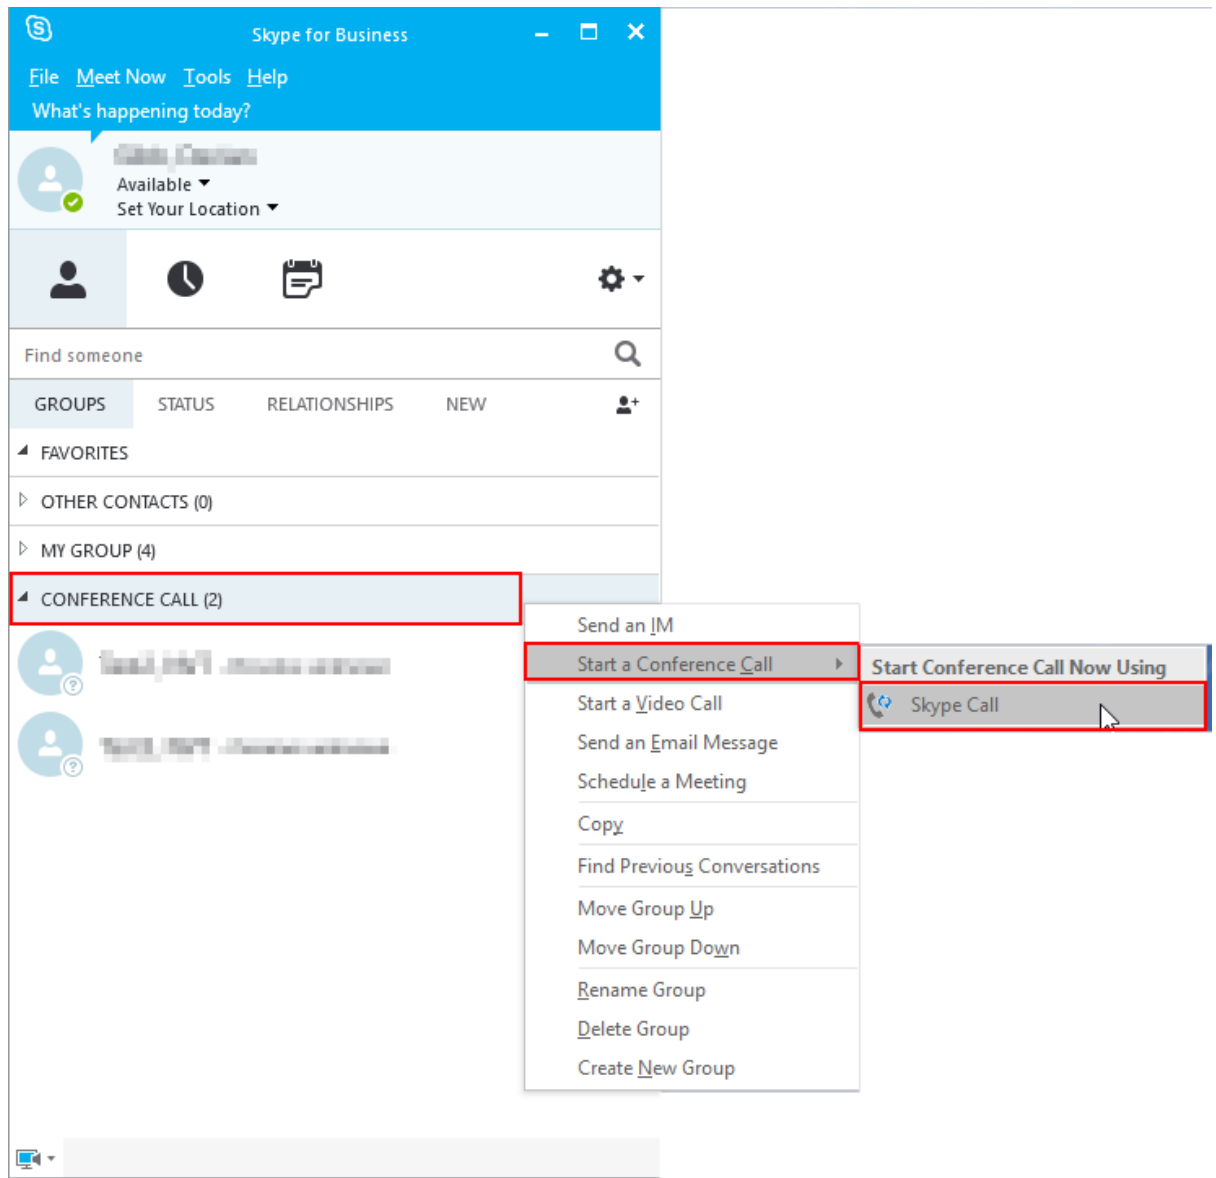 Skype for Business
File Meet Now Tools Help
What's happening today?
Available
Set Your Location
Find someone
GROUPS STATUS RELATIONSHIPS NEW
FAVORITES
OTHER CONTACTS (0)
MY GROUP (4)
CONFERENCE CALL (2)
Send an IM
Start a Conference Call
Start Conference Call Now Using
Skype Call
Start a Video Call
Send an Email Message
Schedule a Meeting
Copy
Find Previous Conversations
Move Group Up
Move Group Down
Rename Group
Delete Group
Create New Group